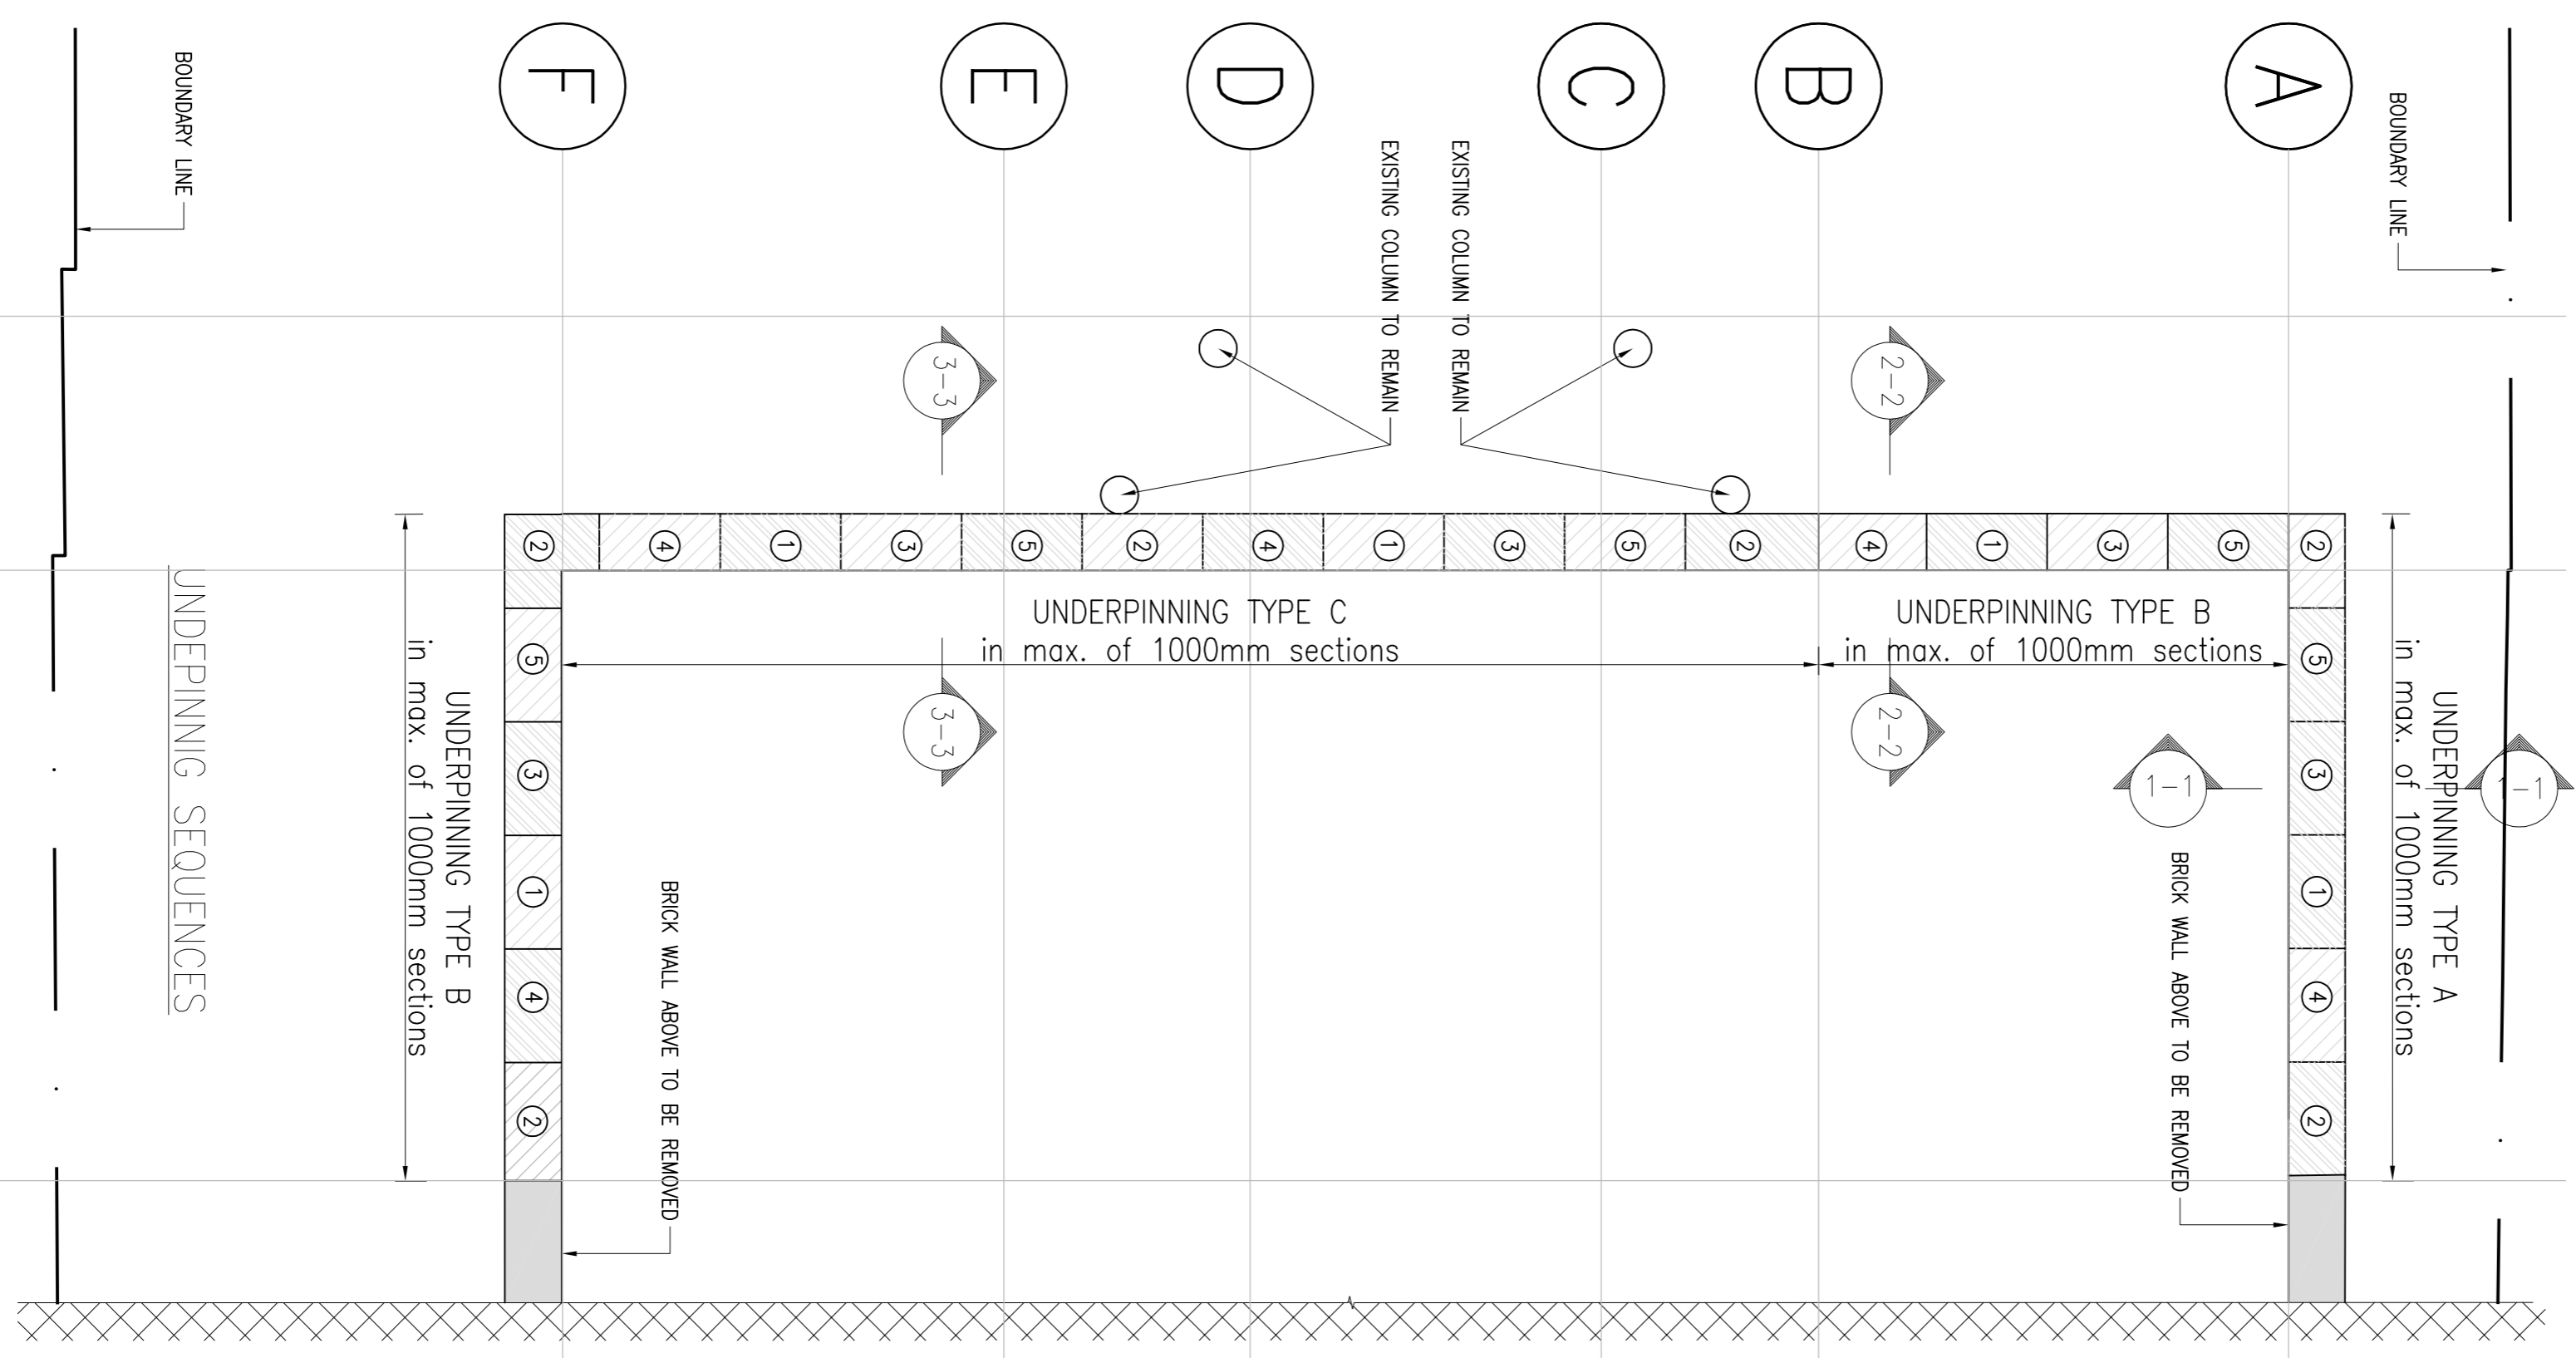 F
E
D
C
B
A
BOUNDARY LINE
BOUNDARY LINE
EXISTING COLUMN TO REMAIN
EXISTING COLUMN TO REMAIN
3-3
2-2
2
4
1
3
5
2
4
1
3
5
2
4
1
3
5
2
UNDERPINNING TYPE C
in max. of 1000mm sections
UNDERPINNING TYPE B
in max. of 1000mm sections
3-3
2-2
1-1
1-1
5
3
1
4
2
5
3
1
4
2
UNDERPINNING TYPE B
in max. of 1000mm sections
UNDERPINNING TYPE A
in max. of 1000mm sections
BRICK WALL ABOVE TO BE REMOVED
BRICK WALL ABOVE TO BE REMOVED
UNDEPINNIG SEQUENCES